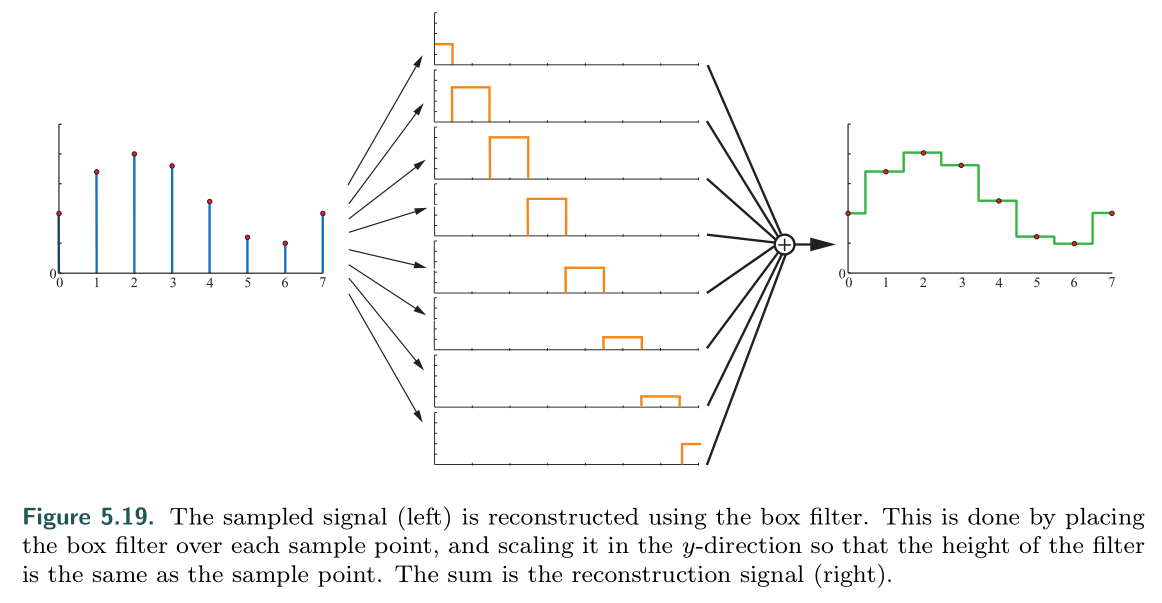 0
0 1 2 3 4 5 6 7
+
0
0 1 2 3 4 5 6 7
Figure 5.19. The sampled signal (left) is reconstructed using the box filter. This is done by placing
the box filter over each sample point, and scaling it in the y-direction so that the height of the filter
is the same as the sample point. The sum is the reconstruction signal (right).